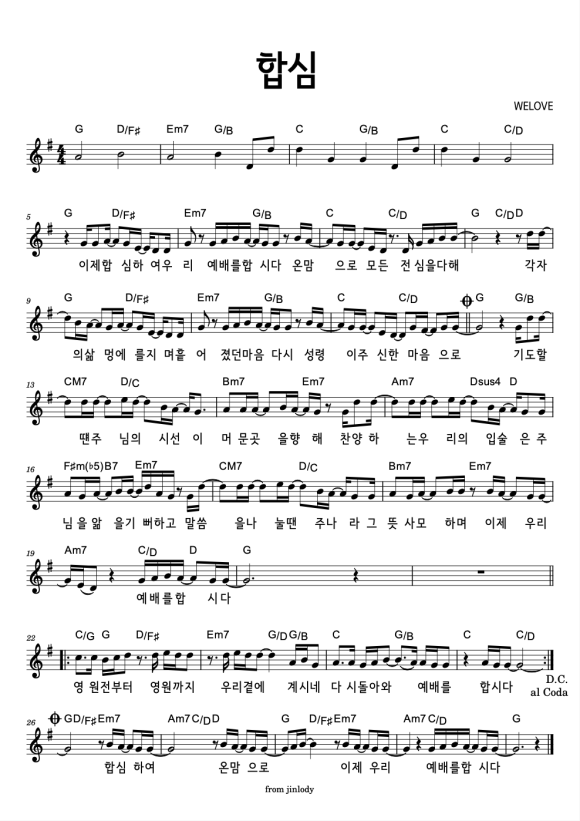 합심
WELOVE
G D/F♯ Em7 G/B C G/B C C/D
4 4
5 G D/F♯ Em7 G/B C C/D G C/D D
이제합 심하 여우 리 예배를합 시다 온맘 으로 모든 전 심을다해 각자
9 G D/F♯ Em7 G/B C C/D G G/B
의삶 멍에 를지 며흩 어 졌던마음 다시 성령 이주 신한 마음 으로 기도할
13 CM7 D/C Bm7 Em7 Am7 Dsus4 D
땐주 님의 시선 이 머 문곳 을향 해 찬양 하 는우 리의 입술 은 주
16 F♯m(♭5) B7 Em7 CM7 D/C Bm7 Em7
님 을 앎 을기 뻐하고 말씀 을나 눌땐 주나 라 그 뜻 사모 하며 이제 우리
19 Am7 C/D D G
예배를합 시다
22 C/G G D/F♯ Em7 G/D G/B C G/B C C/D
영 원전부터 영원까지 우리곁에 계시네 다 시돌아와 예배를 합시다
D.C.
al Coda
26 G D/F♯ Em7 Am7 C/D D G D/F♯ Em7 Am7 C/D G
합심 하여 온맘 으로 이제 우리 예배를합 시다
from jinlody